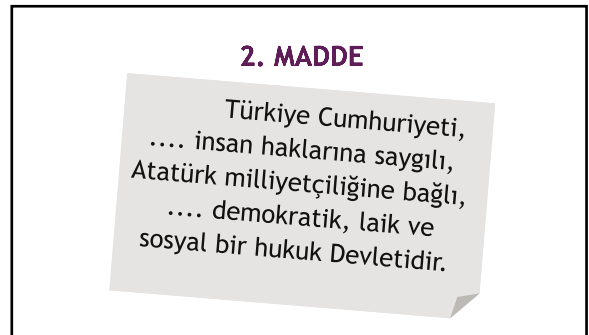 2. MADDE
Türkiye Cumhuriyeti,
.... insan haklarına saygılı,
Atatürk milliyetçiliğine bağlı,
.... demokratik, laik ve
sosyal bir hukuk Devletidir.